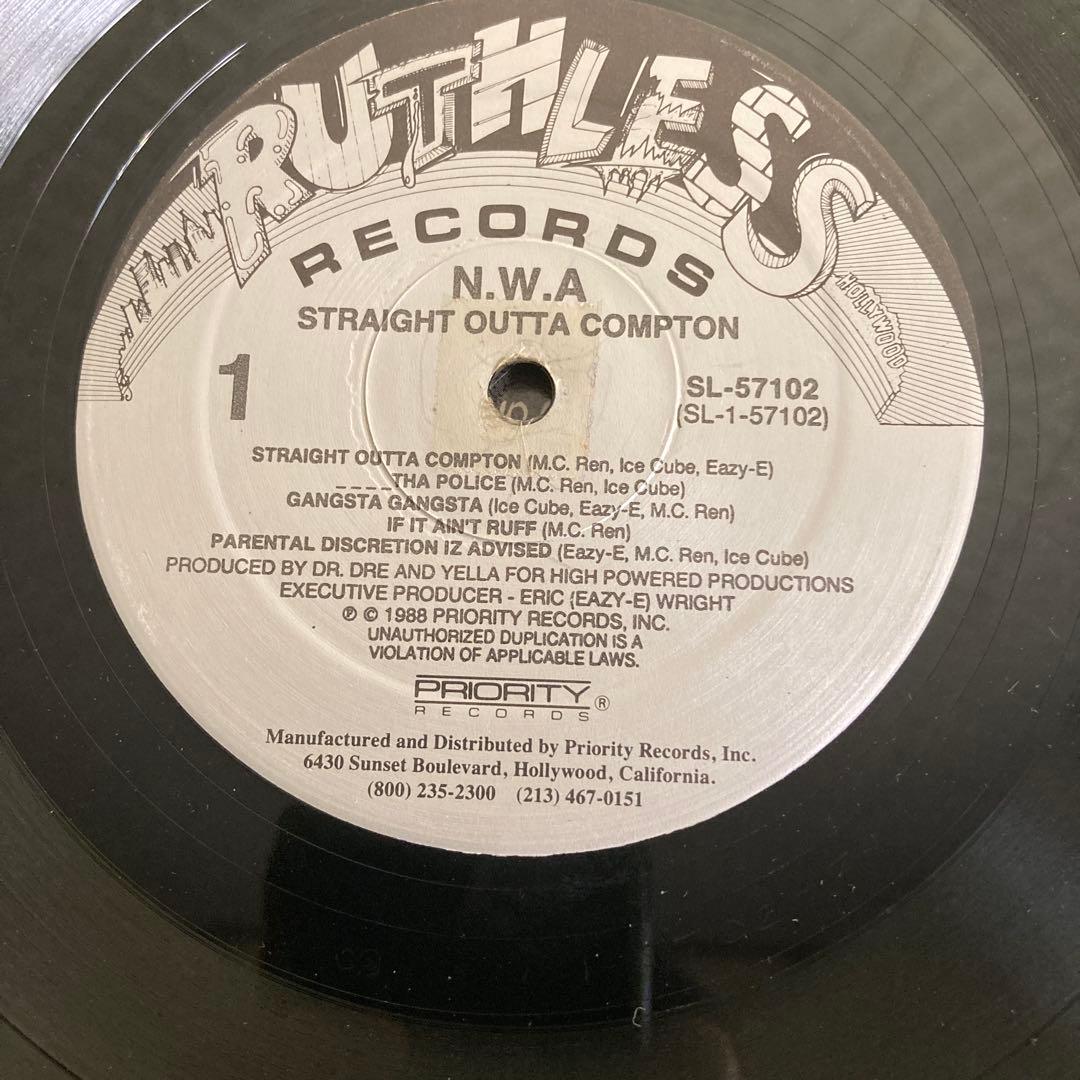 RUTHLESS
RECORDS
HOLLYWOOD
N.W.A
STRAIGHT OUTTA COMPTON
1
SL-57102
(SL-1-57102)
STRAIGHT OUTTA COMPTON (M.C. Ren, Ice Cube, Eazy-E)
____THA POLICE (M.C. Ren, Ice Cube)
GANGSTA GANGSTA (Ice Cube, Eazy-E, M.C. Ren)
IF IT AIN'T RUFF (M.C. Ren)
PARENTAL DISCRETION IZ ADVISED (Eazy-E, M.C. Ren, Ice Cube)
PRODUCED BY DR. DRE AND YELLA FOR HIGH POWERED PRODUCTIONS
EXECUTIVE PRODUCER - ERIC (EAZY-E) WRIGHT
℗ © 1988 PRIORITY RECORDS, INC.
UNAUTHORIZED DUPLICATION IS A
VIOLATION OF APPLICABLE LAWS.
PRIORITY
RECORDS ®
Manufactured and Distributed by Priority Records, Inc.
6430 Sunset Boulevard, Hollywood, California.
(800) 235-2300 (213) 467-0151